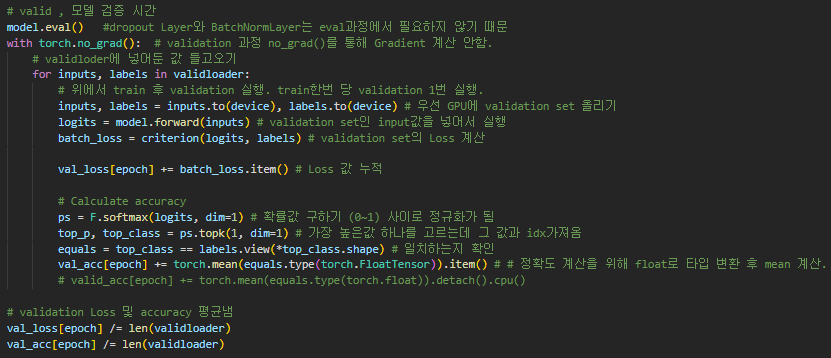 # valid , 모델 검증 시간
model.eval()   #dropout Layer와 BatchNormLayer는 eval과정에서 필요하지 않기 때문
with torch.no_grad():  # validation 과정 no_grad()를 통해 Gradient 계산 안함.
    # validloder에 넣어둔 값 들고오기
    for inputs, labels in validloader:
        # 위에서 train 후 validation 실행. train한번 당 validation 1번 실행.
        inputs, labels = inputs.to(device), labels.to(device) # 우선 GPU에 validation set 올리기
        logits = model.forward(inputs) # validation set인 input값을 넣어서 실행
        batch_loss = criterion(logits, labels) # validation set의 Loss 계산

        val_loss[epoch] += batch_loss.item() # Loss 값 누적

        # Calculate accuracy
        ps = F.softmax(logits, dim=1) # 확률값 구하기 (0~1) 사이로 정규화가 됨
        top_p, top_class = ps.topk(1, dim=1) # 가장 높은값 하나를 고르는데 그 값과 idx가져옴
        equals = top_class == labels.view(*top_class.shape) # 일치하는지 확인
        val_acc[epoch] += torch.mean(equals.type(torch.FloatTensor)).item() # # 정확도 계산을 위해 float로 타입 변환 후 mean 계산.
        # valid_acc[epoch] += torch.mean(equals.type(torch.float)).detach().cpu()

# validation Loss 및 accuracy 평균냄
val_loss[epoch] /= len(validloader)
val_acc[epoch] /= len(validloader)